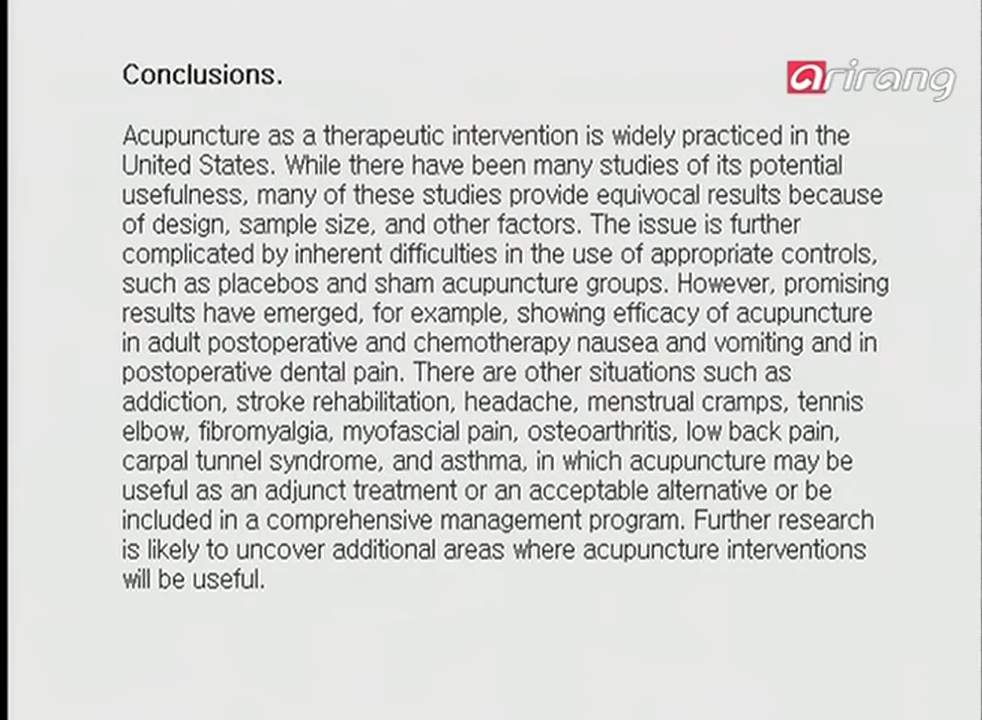 Conclusions.
arirang
Acupuncture as a therapeutic intervention is widely practiced in the
United States. While there have been many studies of its potential
usefulness, many of these studies provide equivocal results because
of design, sample size, and other factors. The issue is further
complicated by inherent difficulties in the use of appropriate controls,
such as placebos and sham acupuncture groups. However, promising
results have emerged, for example, showing efficacy of acupuncture
in adult postoperative and chemotherapy nausea and vomiting and in
postoperative dental pain. There are other situations such as
addiction, stroke rehabilitation, headache, menstrual cramps, tennis
elbow, fibromyalgia, myofascial pain, osteoarthritis, low back pain,
carpal tunnel syndrome, and asthma, in which acupuncture may be
useful as an adjunct treatment or an acceptable alternative or be
included in a comprehensive management program. Further research
is likely to uncover additional areas where acupuncture interventions
will be useful.